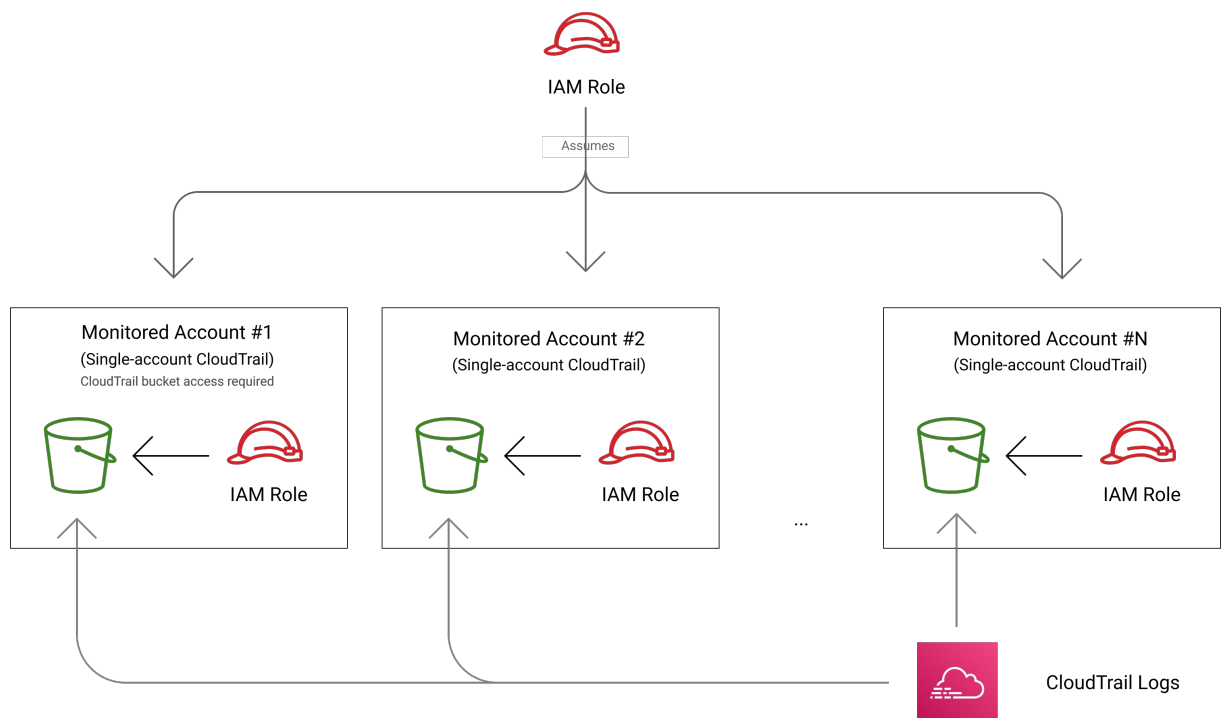 IAM Role
Assumes
Monitored Account #1
(Single-account CloudTrail)
CloudTrail bucket access required
IAM Role
Monitored Account #2
(Single-account CloudTrail)
IAM Role
...
Monitored Account #N
(Single-account CloudTrail)
IAM Role
CloudTrail Logs